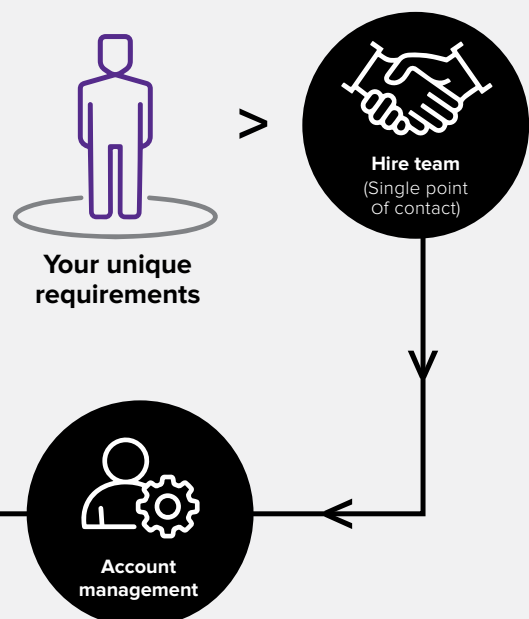 >
Hire team
(Single point
of contact)
Your unique
requirements
Account
management